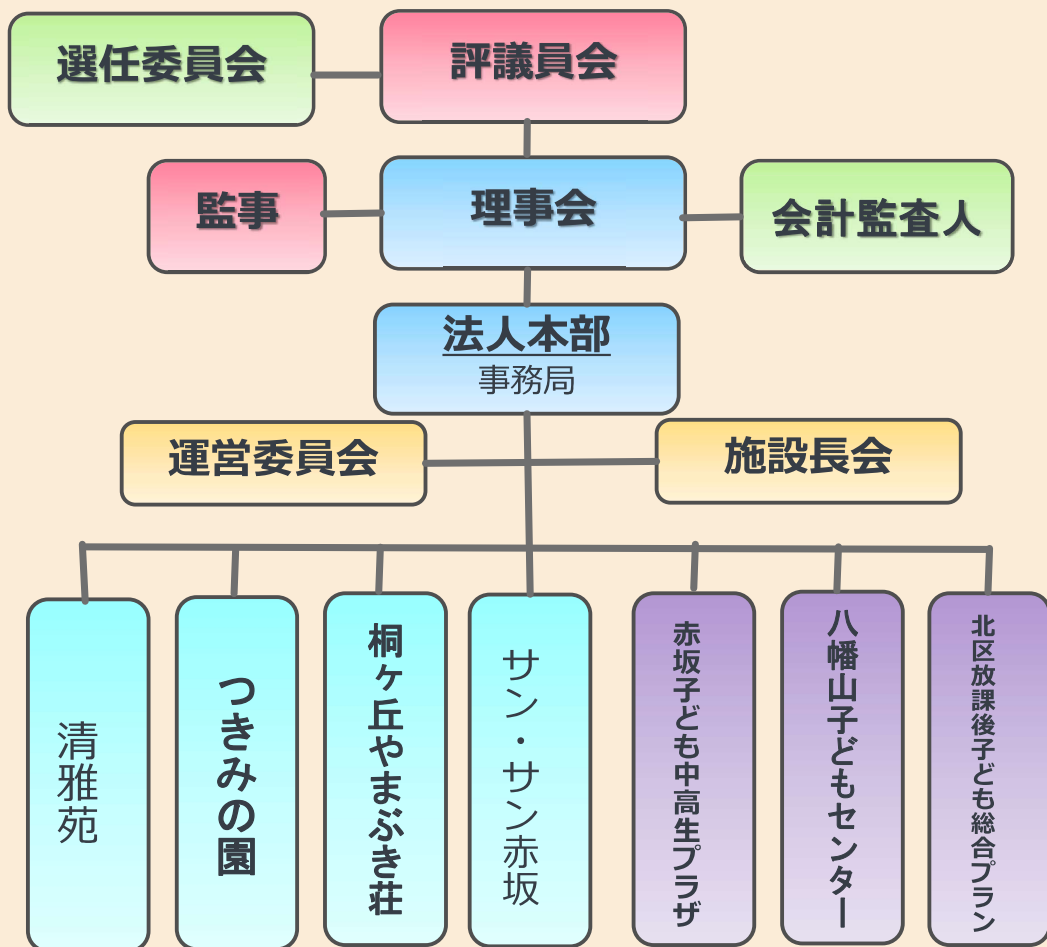 選任委員会
評議員会
監事
理事会
会計監査人
法人本部
事務局
運営委員会
施設長会
清雅苑
つきみの園
桐ヶ丘やまぶき荘
サン・サン赤坂
赤坂子ども中高生プラザ
八幡山子どもセンター
北区放課後子ども総合プラン